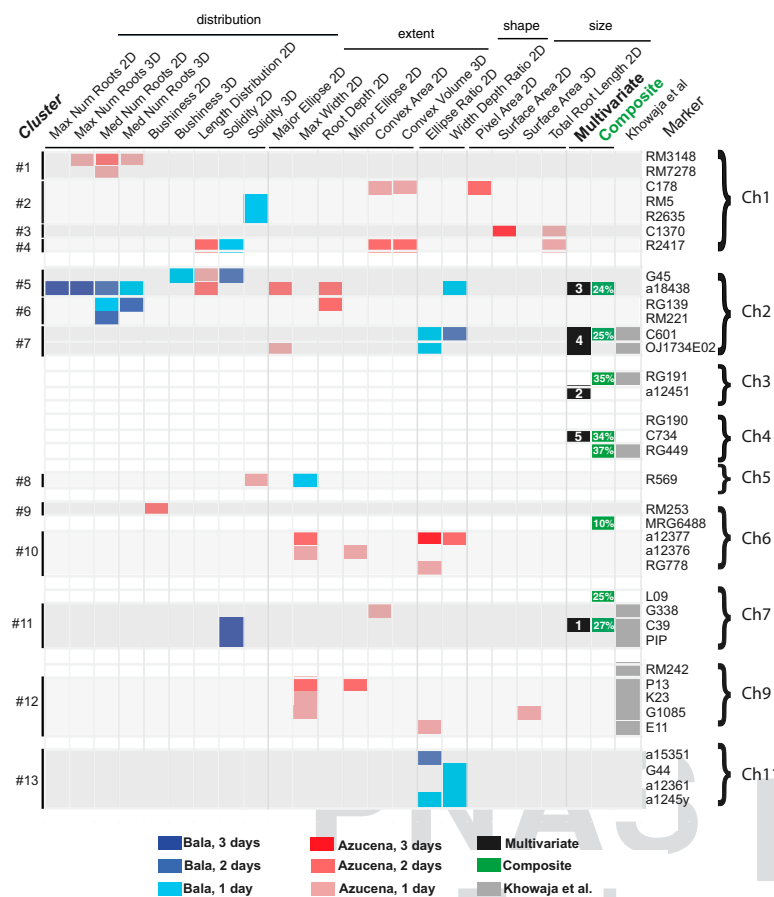 distribution
extent
shape
size
Cluster
Max Num Roots 2D
Max Num Roots 3D
Med Num Roots 2D
Med Num Roots 3D
Bushiness 2D
Bushiness 3D
Length Distribution 2D
Solidity 2D
Solidity 3D
Major Ellipse 2D
Max Width 2D
Root Depth 2D
Minor Ellipse 2D
Convex Area 2D
Convex Volume 3D
Ellipse Ratio 2D
Width Depth Ratio 2D
Pixel Area 2D
Surface Area 2D
Surface Area 3D
Total Root Length 2D
Multivariate
Composite
Khowaja et al
Marker
#1
RM3148
RM7278
#2
C178
RM5
R2635
#3
C1370
#4
R2417
Ch1
#5
G45
3 24% a18438
#6
RG139
RM221
#7
4 25% C601
OJ1734E02
Ch2
35% RG191
2 a12451
Ch3
RG190
5 34% C734
37% RG449
Ch4
#8 R569
Ch5
#9 RM253
10% MRG6488
#10
a12377
a12376
RG778
Ch6
25% L09
#11
G338
1 27% C39
PIP
Ch7
RM242
#12
P13
K23
G1085
E11
Ch9
#13
a15351
G44
a12361
a1245y
Ch1
PNAS
Bala, 3 days
Bala, 2 days
Bala, 1 day
Azucena, 3 days
Azucena, 2 days
Azucena, 1 day
Multivariate
Composite
Khowaja et al.